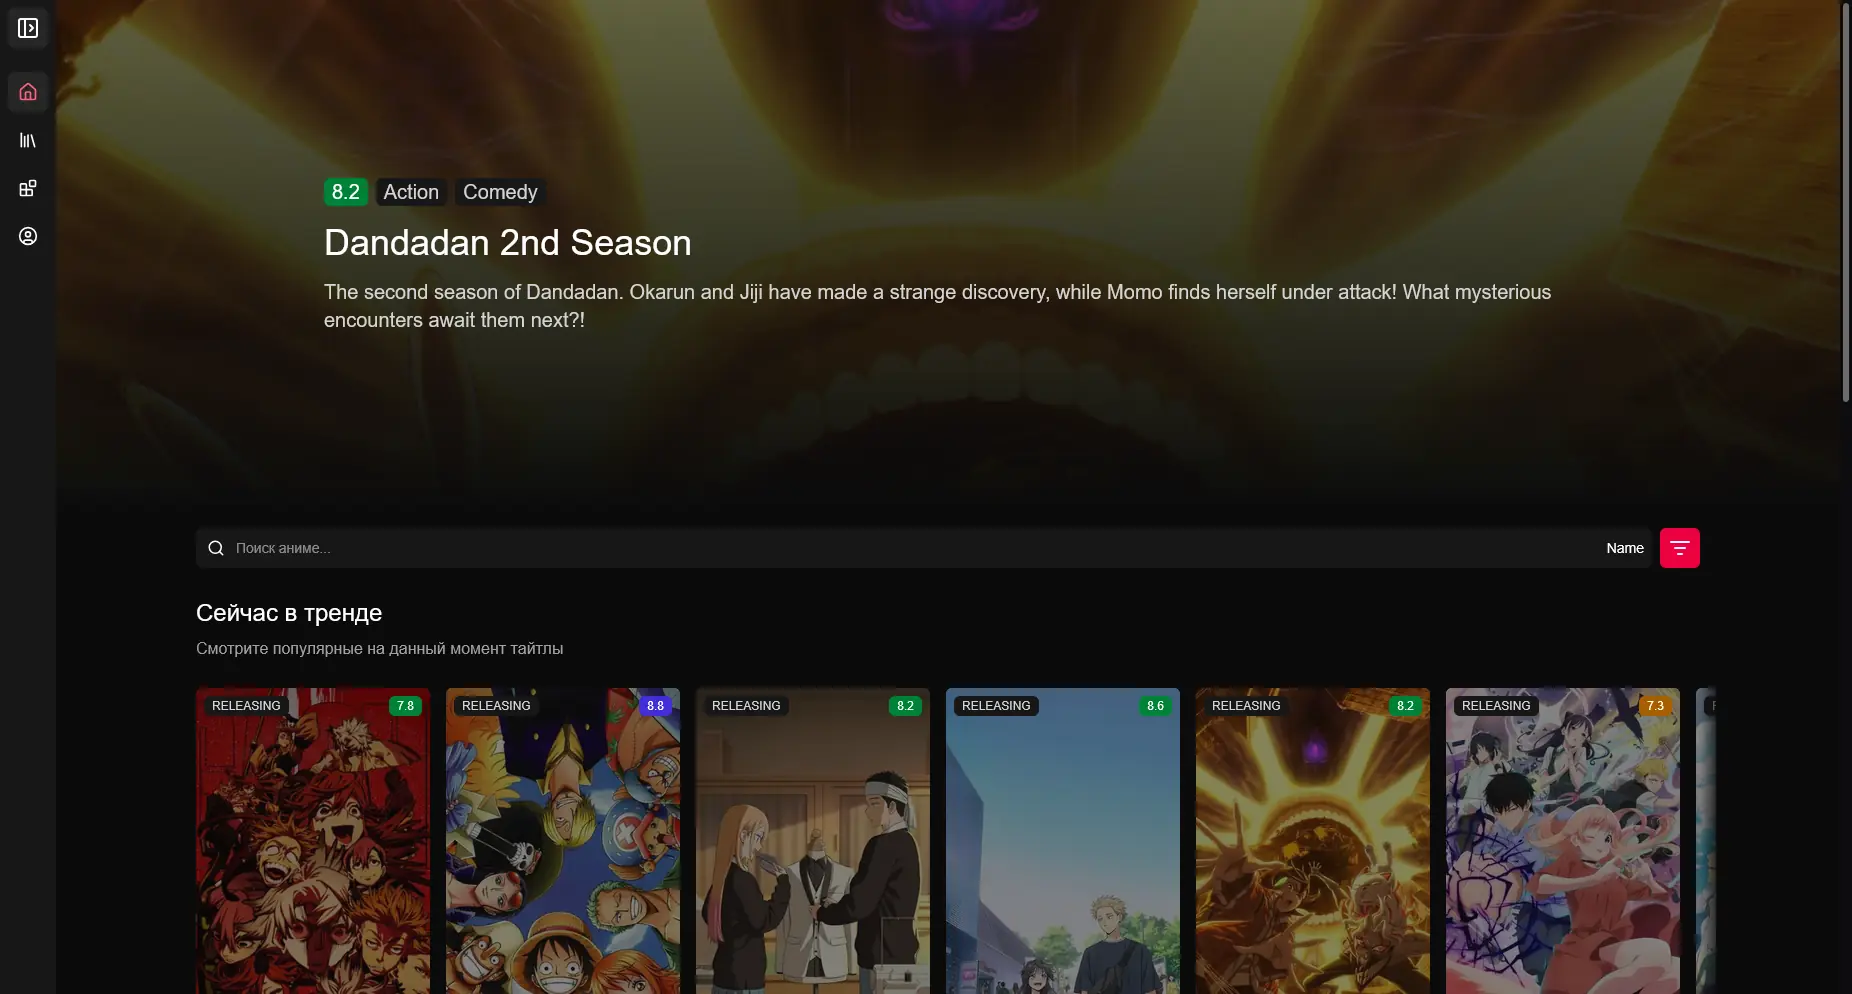 8.2 Action Comedy
Dandadan 2nd Season
The second season of Dandadan. Okarun and Jiji have made a strange discovery, while Momo finds herself under attack! What mysterious
encounters await them next?!
Поиск аниме... Name
Сейчас в тренде
Смотрите популярные на данный момент тайтлы
RELEASING 7.8 RELEASING 8.8 RELEASING 8.2 RELEASING 8.6 RELEASING 8.2 RELEASING 7.3